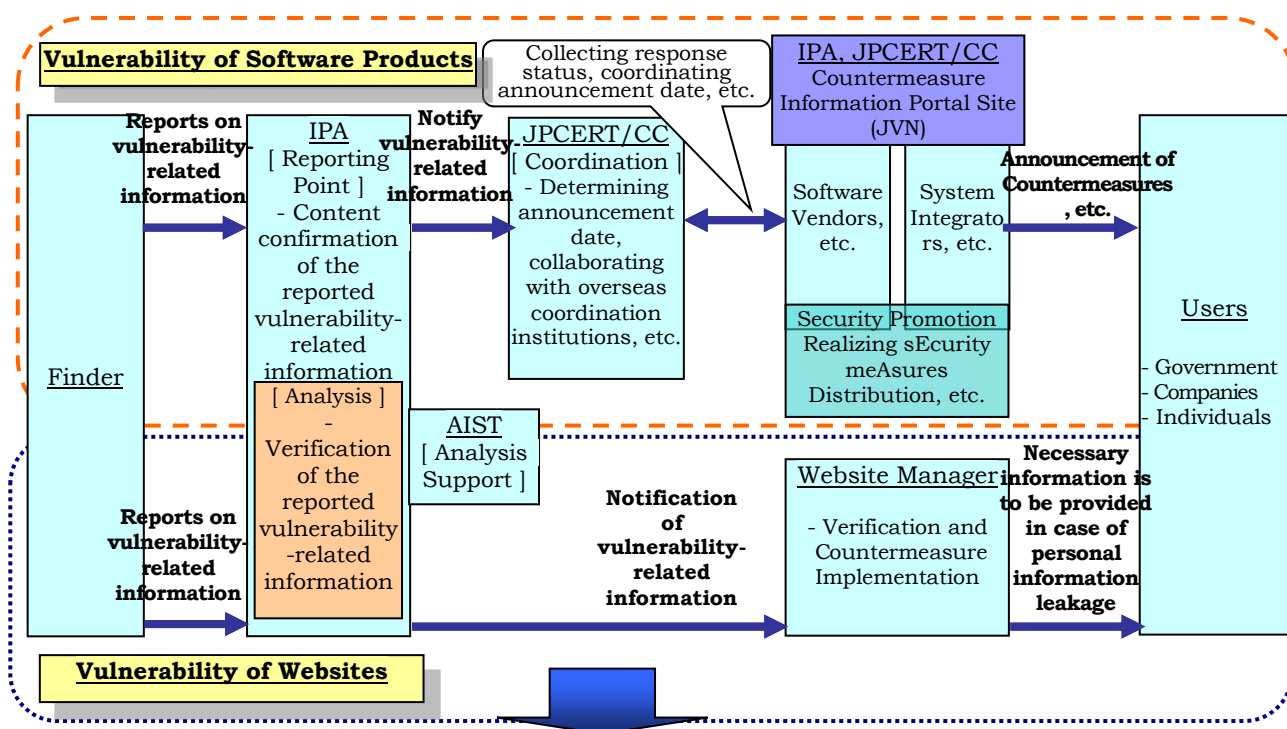 Vulnerability of Software Products
Collecting response
status, coordinating
announcement date, etc.
IPA, JPCERT/CC
Countermeasure
Information Portal Site
(JVN)
Finder
Reports on
vulnerability-
related
information
IPA
[ Reporting
Point ]
- Content
confirmation
of the
reported
vulnerability-
related
information
[ Analysis ]
-
Verification
of the
reported
vulnerability
-related
information
Notify
vulnerability-
related
information
JPCERT/CC
[ Coordination ]
- Determining
announcement
date,
collaborating
with overseas
coordination
institutions, etc.
Software
Vendors,
etc.
System
Integrato
rs, etc.
Security Promotion
Realizing sEcurity
meAsures
Distribution, etc.
Announcement of
Countermeasures
, etc.
Users
- Government
- Companies
- Individuals
AIST
[ Analysis
Support ]
Reports on
vulnerability-
related
information
Notification
of
vulnerability-
related
information
Website Manager
- Verification and
Countermeasure
Implementation
Necessary
information is
to be provided
in case of
personal
information
leakage
Vulnerability of Websites